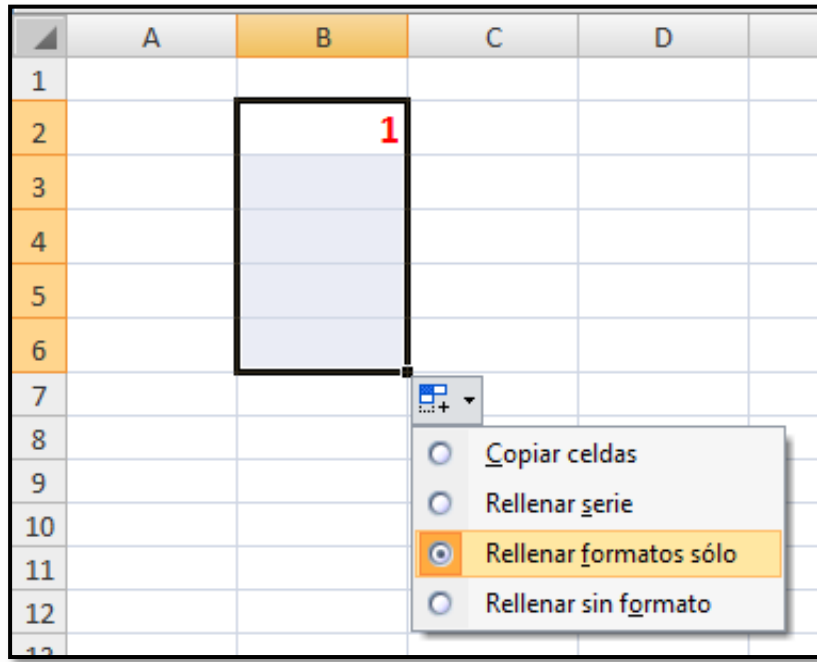 A B C D
1
2 1
3
4
5
6
7
8
9
10
11
12
13
Copiar celdas
Rellenar serie
Rellenar formatos sólo
Rellenar sin formato